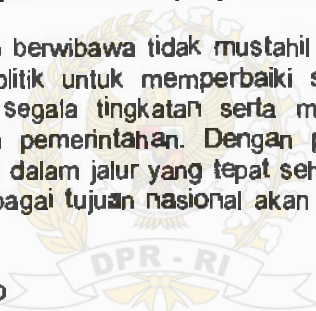 berwibawa tidak mustahil
politik untuk memperbaiki
segala tingkatan serta
pemerintahan. Dengan
dalam jalur yang tepat
bagai tujuan nasional akan
DPR - RI